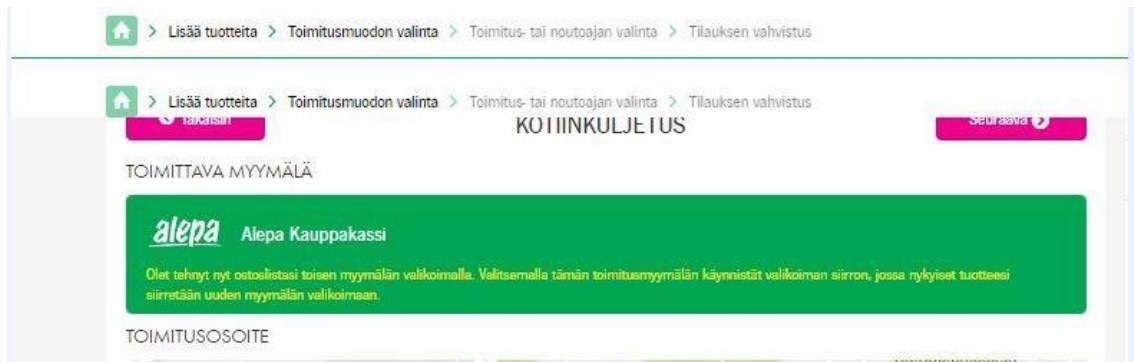 > Lisää tuotteita > Toimitusmuodon valinta > Toimitus- tai noutoajan valinta > Tilauksen vahvistus
> Lisää tuotteita > Toimitusmuodon valinta > Toimitus- tai noutoajan valinta > Tilauksen vahvistus
Takaisin KOTIINKULJETUS Seuraava
TOIMITTAVA MYYMÄLÄ
alepa Alepa Kauppakassi
Olet tehnyt nyt ostoslistasi toisen myymälän valikoimalla. Valitsemalla tämän toimitusmyymälän käynnistät valikoiman siirron, jossa nykyiset tuotteesi
siirretään uuden myymälän valikoimaan.
TOIMITUSOSOITE